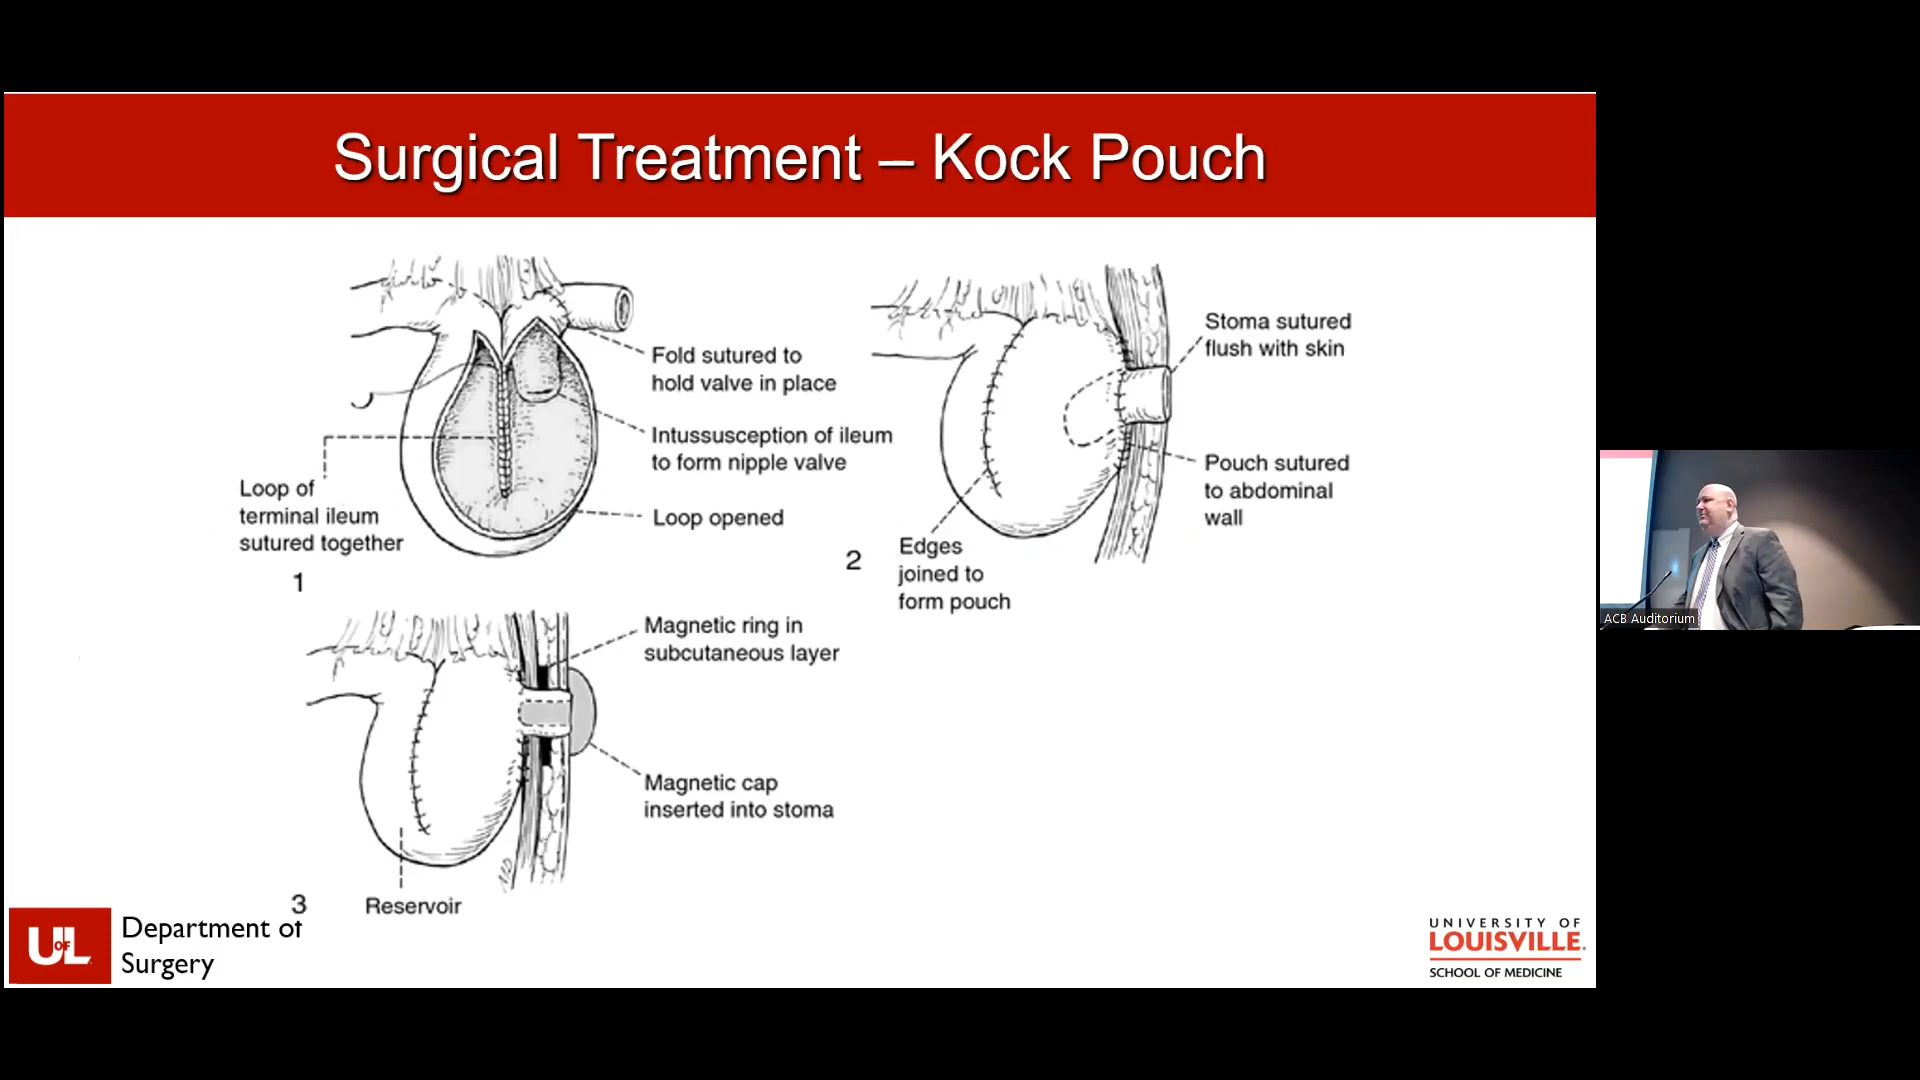 Surgical Treatment – Kock Pouch
Fold sutured to
hold valve in place
Intussusception of ileum
to form nipple valve
Loop opened
Loop of
terminal ileum
sutured together
1
Stoma sutured
flush with skin
Pouch sutured
to abdominal
wall
Edges
joined to
form pouch
2
Magnetic ring in
subcutaneous layer
Magnetic cap
inserted into stoma
Reservoir
3
UL
OF
Department of
Surgery
UNIVERSITY OF
LOUISVILLE.
SCHOOL OF MEDICINE
ACB Auditorium